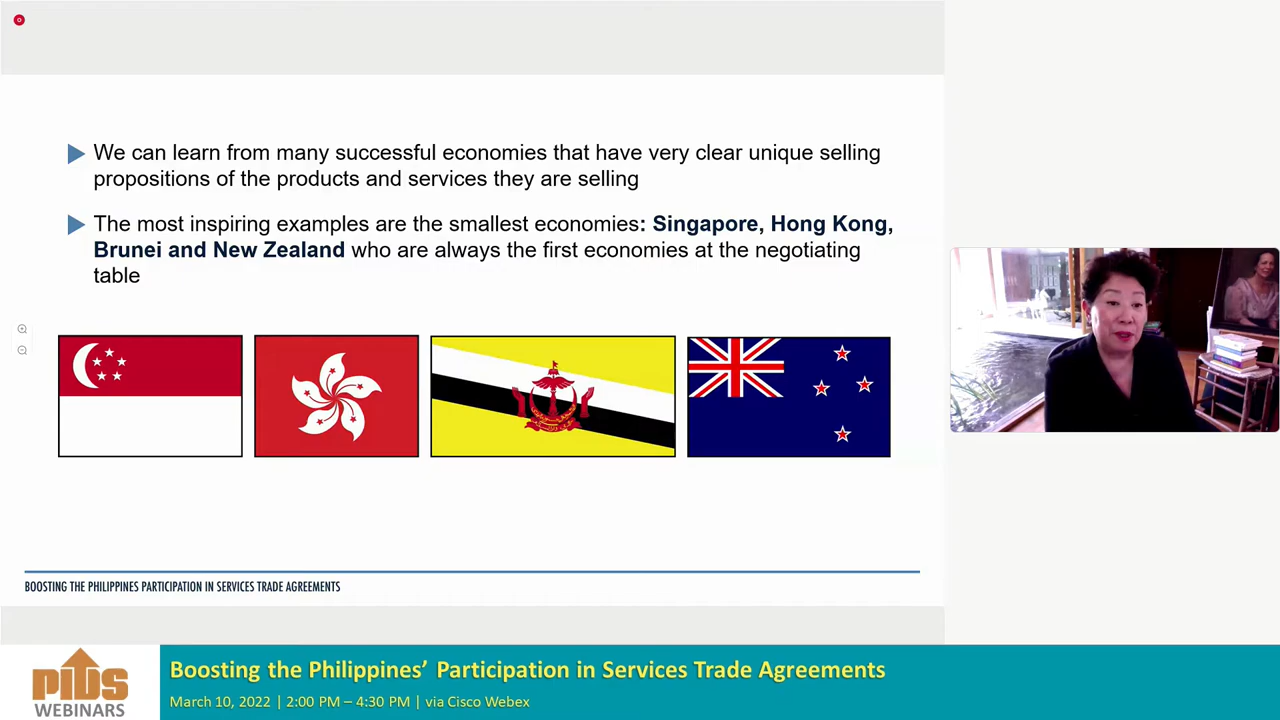 We can learn from many successful economies that have very clear unique selling
propositions of the products and services they are selling
The most inspiring examples are the smallest economies: Singapore, Hong Kong,
Brunei and New Zealand who are always the first economies at the negotiating
table
BOOSTING THE PHILIPPINES PARTICIPATION IN SERVICES TRADE AGREEMENTS
PIDS
WEBINARS
Boosting the Philippines’ Participation in Services Trade Agreements
March 10, 2022 | 2:00 PM – 4:30 PM | via Cisco Webex